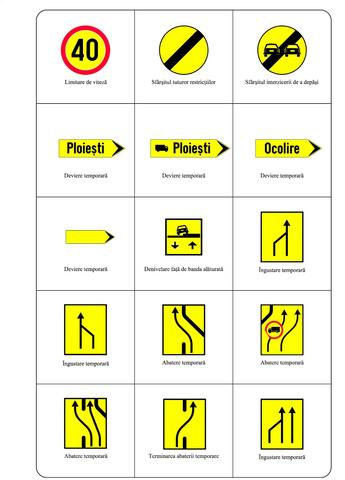 40
Limitare de viteză
Sfârșitul tuturor restricțiilor
Sfârșitul interzicerii de a depăși
Ploiești
Ploiești
Ocolire
Deviere temporară
Deviere temporară
Deviere temporară
Deviere temporară
Denivelare față de banda alăturată
Îngustare temporară
Îngustare temporară
Abatere temporară
Abatere temporară
Abatere temporară
Terminarea abaterii temporare
Îngustare temporară